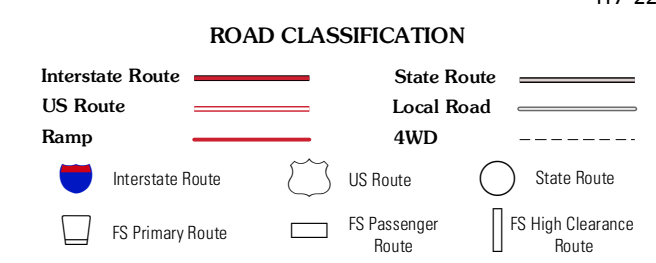 ROAD CLASSIFICATION
Interstate Route
State Route
US Route
Local Road
Ramp
4WD
Interstate Route
US Route
State Route
FS Primary Route
FS Passenger
Route
FS High Clearance
Route